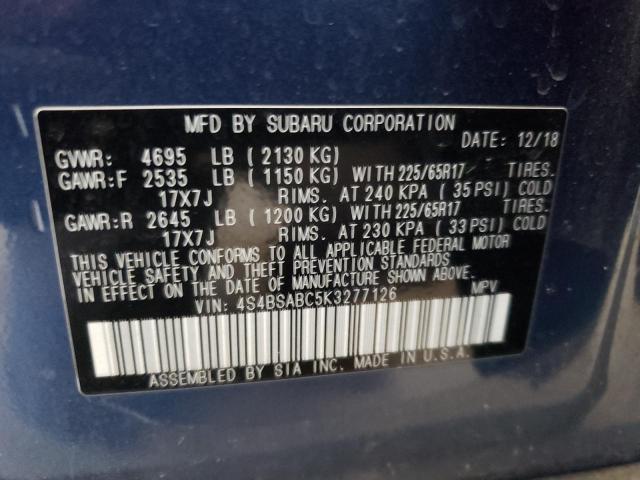 MFD BY SUBARU CORPORATION
DATE: 12/18
GVWR: 4695 LB ( 2130 KG)
GAWR:F 2535 LB ( 1150 KG) WITH 225/65R17 TIRES.
17X7J RIMS. AT 240 KPA ( 35 PSI) COLD
GAWR:R 2645 LB ( 1200 KG) WITH 225/65R17 TIRES.
17X7J RIMS. AT 230 KPA ( 33 PSI) COLD
THIS VEHICLE CONFORMS TO ALL APPLICABLE FEDERAL MOTOR
VEHICLE SAFETY AND THEFT PREVENTION STANDARDS
IN EFFECT ON THE DATE OF MANUFACTURE SHOWN ABOVE.
VIN: 4S4BSABC5K3277126 MPV
ASSEMBLED BY SIA INC. MADE IN U.S.A.